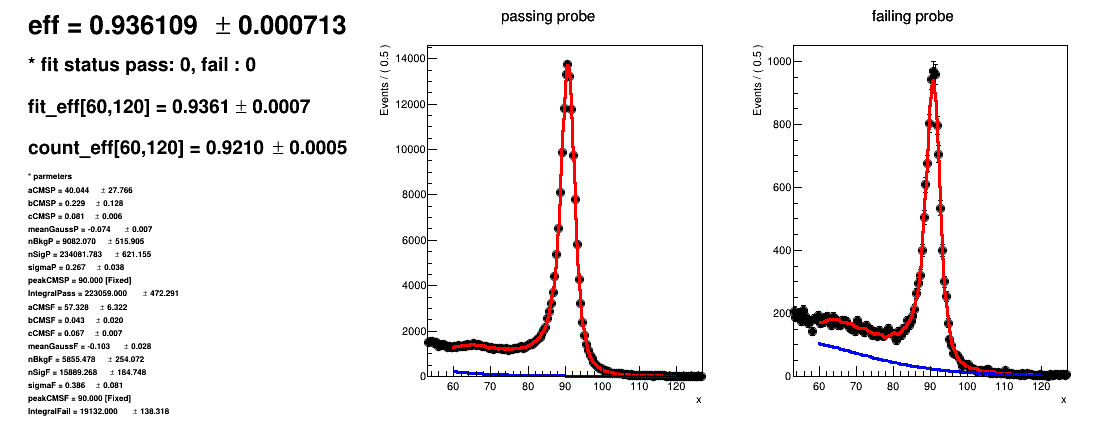 eff = 0.936109 ± 0.000713
* fit status pass: 0, fail : 0
fit_eff[60,120] = 0.9361 ± 0.0007
count_eff[60,120] = 0.9210 ± 0.0005
* parmeters
aCMSP = 40.044 ± 27.766
bCMSP = 0.229 ± 0.128
cCMSP = 0.081 ± 0.006
meanGaussP = -0.074 ± 0.007
nBkgP = 9082.070 ± 515.905
nSigP = 234081.783 ± 621.155
sigmaP = 0.267 ± 0.038
peakCMSP = 90.000 [Fixed]
IntegralPass = 223059.000 ± 472.291
aCMSF = 57.328 ± 6.322
bCMSF = 0.043 ± 0.020
cCMSF = 0.067 ± 0.007
meanGaussF = -0.103 ± 0.028
nBkgF = 5855.478 ± 254.072
nSigF = 15889.268 ± 184.748
sigmaF = 0.386 ± 0.081
peakCMSF = 90.000 [Fixed]
IntegralFail = 19132.000 ± 138.318
passing probe
Events / ( 0.5 )
14000
12000
10000
8000
6000
4000
2000
0
60 70 80 90 100 110 120
x
failing probe
Events / ( 0.5 )
1000
800
600
400
200
0
60 70 80 90 100 110 120
x